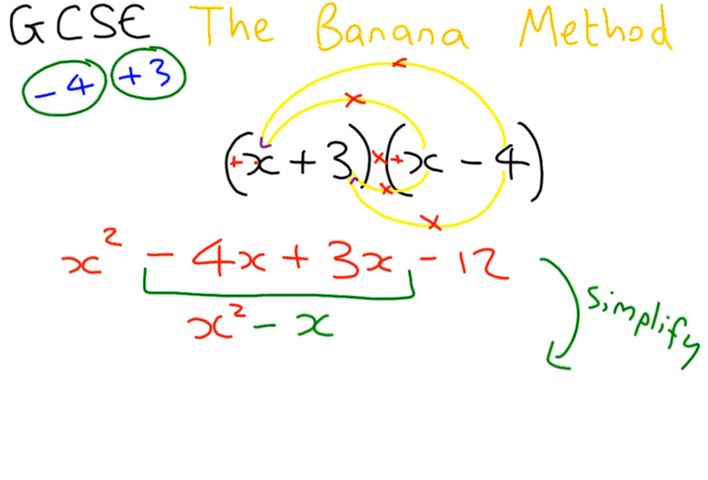 GCSE The Banana Method
-4 +3
(+x + 3) × (+x - 4)
x² - 4x + 3x - 12
simplify
x² - x